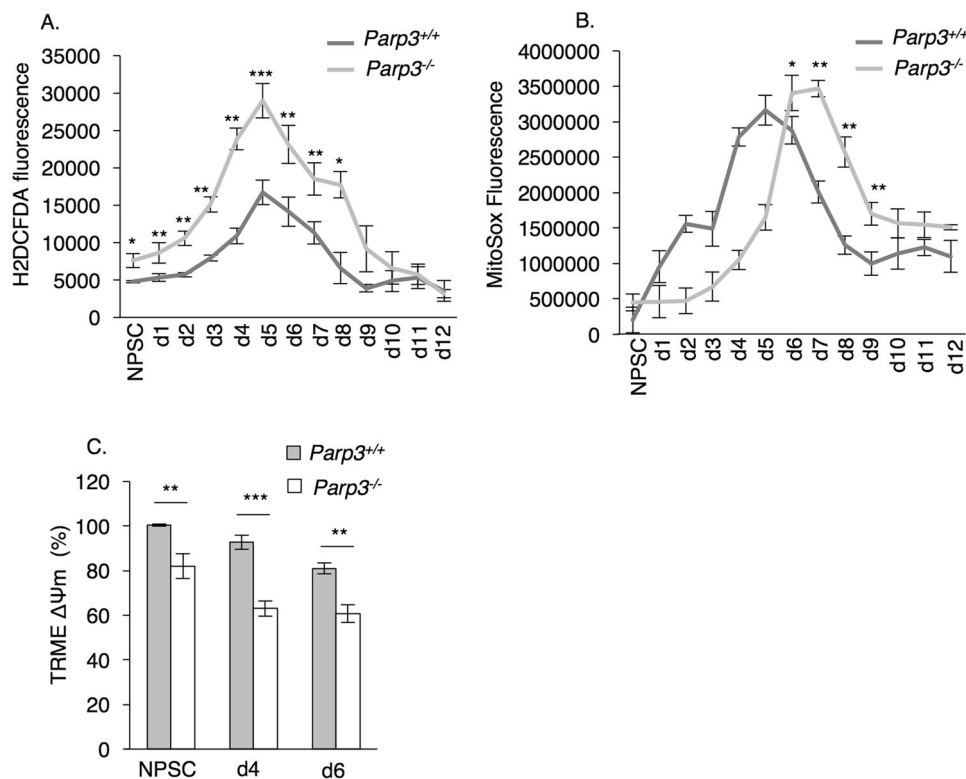 A.
Parp3+/+
Parp3-/-
H2DCFDA fluorescence
35000
30000
25000
20000
15000
10000
5000
0
*
**
**
**
**
***
**
**
*
NPSC
d1
d2
d3
d4
d5
d6
d7
d8
d9
d10
d11
d12
B.
Parp3+/+
Parp3-/-
MitoSox Fluorescence
4000000
3500000
3000000
2500000
2000000
1500000
1000000
500000
0
*
**
**
**
NPSC
d1
d2
d3
d4
d5
d6
d7
d8
d9
d10
d11
d12
C.
Parp3+/+
Parp3-/-
TRME ΔΨm (%)
120
100
80
60
40
20
0
**
***
**
NPSC
d4
d6